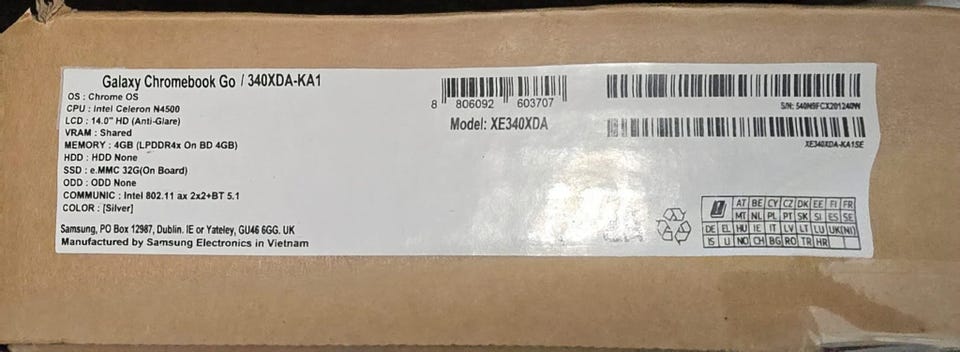 Galaxy Chromebook Go / 340XDA-KA1
OS : Chrome OS
CPU : Intel Celeron N4500
LCD : 14.0" HD (Anti-Glare)
VRAM : Shared
MEMORY : 4GB (LPDDR4x On BD 4GB)
HDD : HDD None
SSD : e.MMC 32G(On Board)
ODD : ODD None
COMMUNIC : Intel 802.11 ax 2x2+BT 5.1
COLOR : [Silver]
Samsung, PO Box 12987, Dublin. IE or Yateley, GU46 6GG. UK
Manufactured by Samsung Electronics in Vietnam
8 806092 603707
Model: XE340XDA
S/N: 540N9FCX201240W
XE340XDA-KA1SE
AT BE CY CZ DK EE FI FR
MT NL PL PT SK SI ES SE
DE EL HU IE IT LV LT LU UK(NI)
IS LI NO CH BG RO TR HR